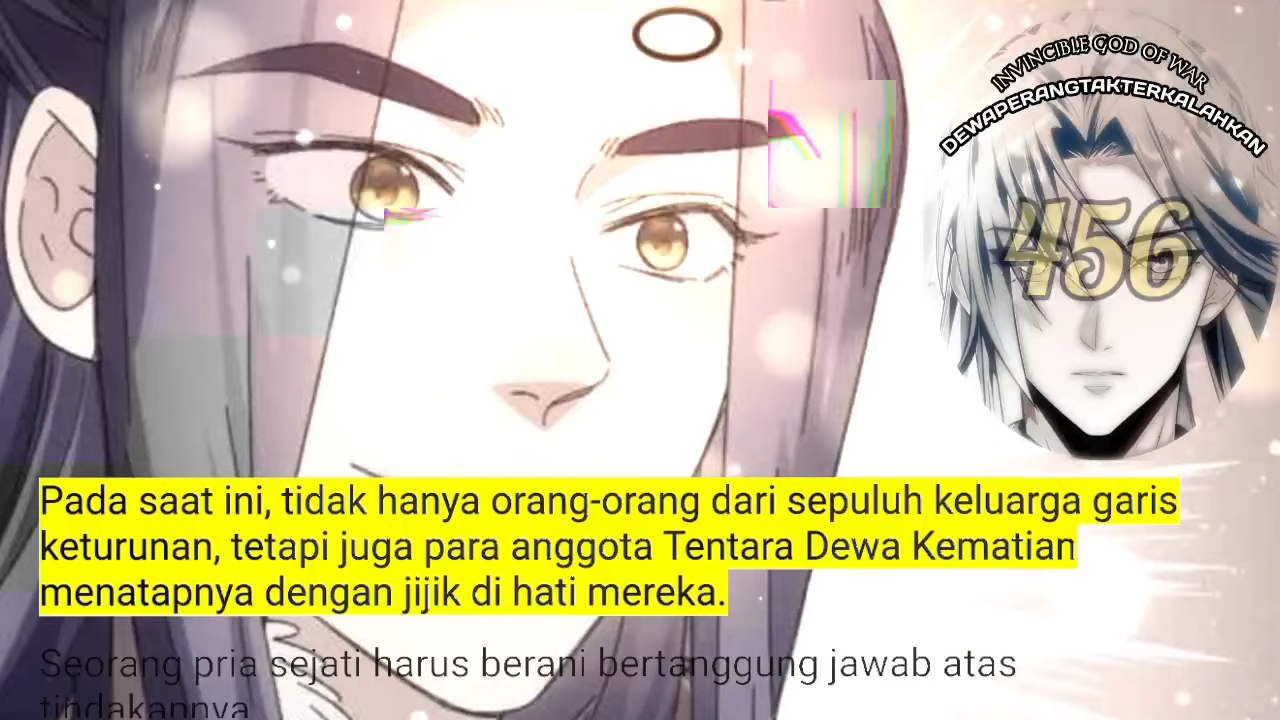 INVINCIBLE GOD OF WAR
DEWAPERANGTAKTERKALAHKAN
456
Pada saat ini, tidak hanya orang-orang dari sepuluh keluarga garis
keturunan, tetapi juga para anggota Tentara Dewa Kematian
menatapnya dengan jijik di hati mereka.
Seorang pria sejati harus berani bertanggung jawab atas
tindakannya